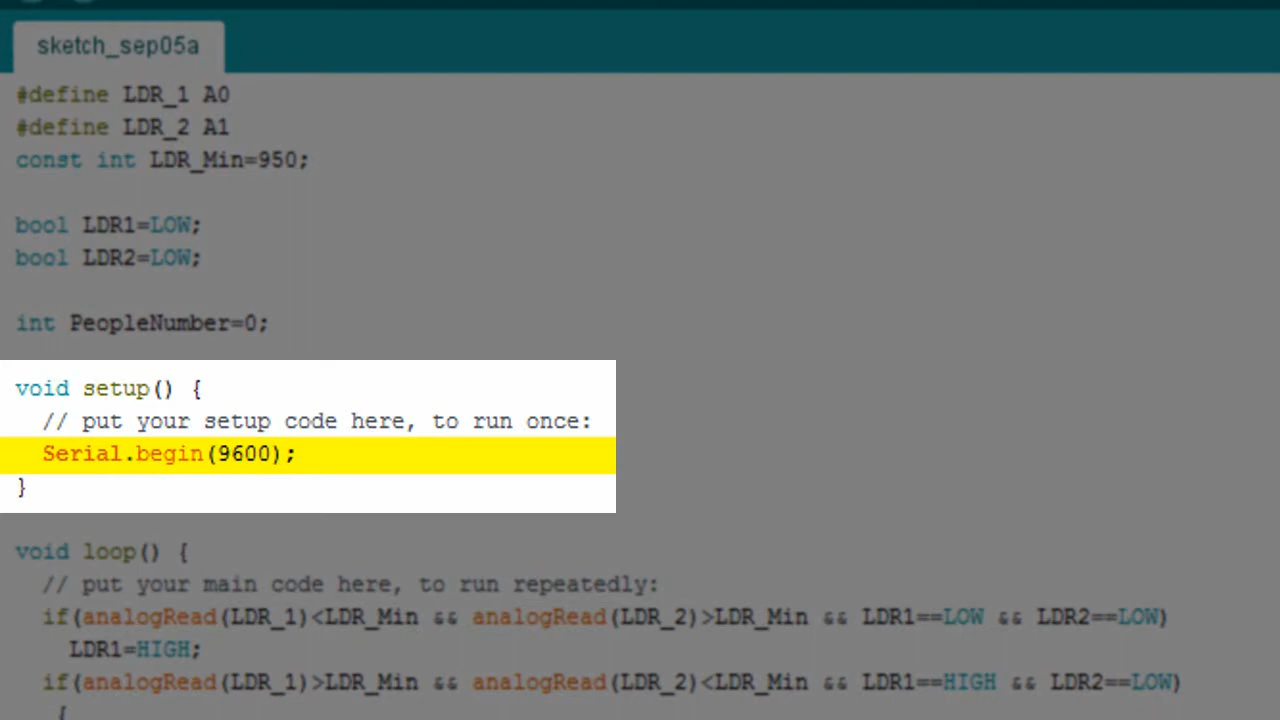 sketch_sep05a
#define LDR_1 A0
#define LDR_2 A1
const int LDR_Min=950;
bool LDR1=LOW;
bool LDR2=LOW;
int PeopleNumber=0;
void setup() {
// put your setup code here, to run once:
Serial.begin(9600);
}
void loop() {
// put your main code here, to run repeatedly:
if(analogRead(LDR_1)<LDR_Min && analogRead(LDR_2)>LDR_Min && LDR1==LOW && LDR2==LOW)
LDR1=HIGH;
if(analogRead(LDR_1)>LDR_Min && analogRead(LDR_2)<LDR_Min && LDR1==HIGH && LDR2==LOW)
{